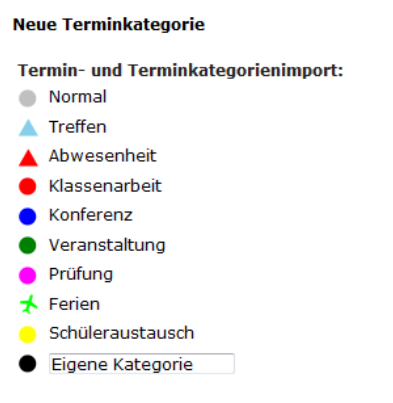 Neue Terminkategorie
Termin- und Terminkategorienimport:
Normal
Treffen
Abwesenheit
Klassenarbeit
Konferenz
Veranstaltung
Prüfung
Ferien
Schüleraustausch
Eigene Kategorie